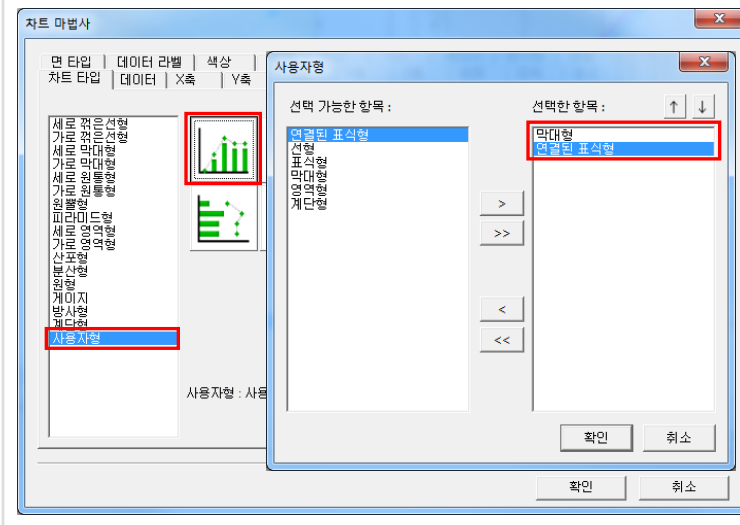 차트 마법사
면 타입 데이터 라벨 색상
차트 타입 데이터 X축 Y축
세로 꺾은선형
가로 꺾은선형
세로 막대형
가로 막대형
세로 원통형
가로 원통형
원뿔형
피라미드형
세로 영역형
가로 영역형
산포형
분산형
원형
게이지
방사형
계단형
사용자형
사용자형 : 사용
사용자형
선택 가능한 항목 :
연결된 표식형
선형
표식형
막대형
영역형
계단형
>
>>
<
<<
선택한 항목 :
↑ ↓
막대형
연결된 표식형
확인 취소
확인 취소